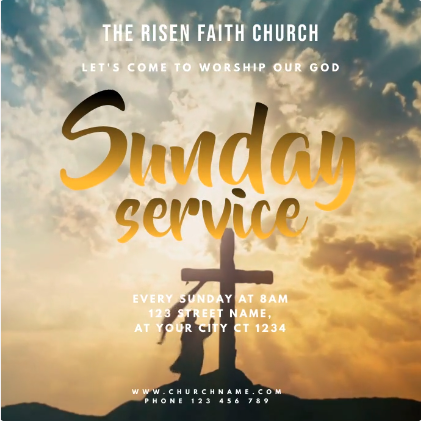 THE RISEN FAITH CHURCH
LET'S COME TO WORSHIP OUR GOD
Sunday
service
EVERY SUNDAY AT 8AM
123 STREET NAME,
AT YOUR CITY CT 1234
WWW.CHURCHNAME.COM
PHONE 123 456 789